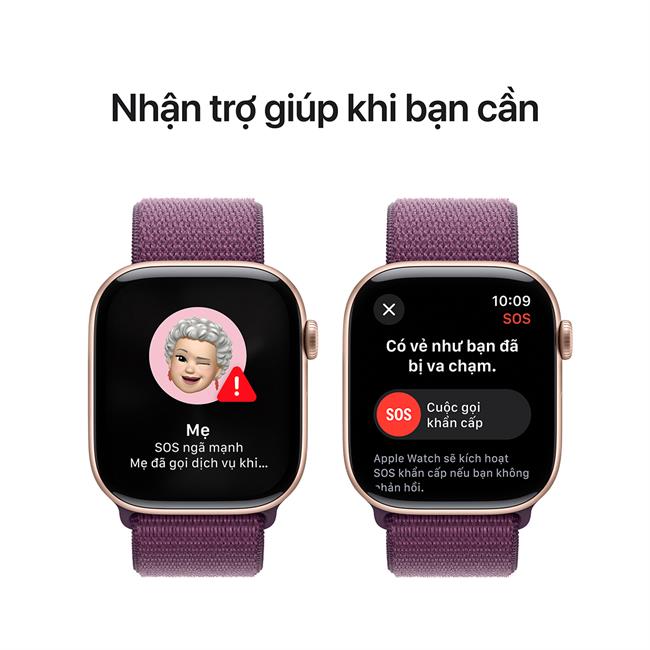 Nhận trợ giúp khi bạn cần
Mẹ
SOS ngã mạnh
Mẹ đã gọi dịch vụ khi...
10:09
SOS
Có vẻ như bạn đã
bị va chạm.
SOS
Cuộc gọi
khẩn cấp
Apple Watch sẽ kích hoạt
SOS khẩn cấp nếu bạn không
phản hồi.